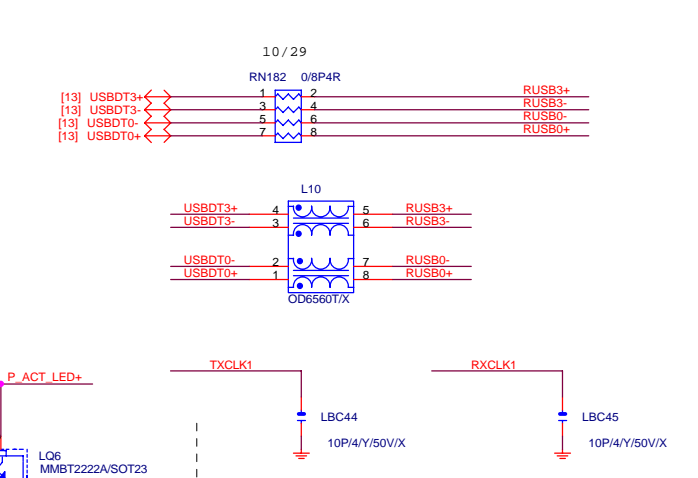 10/29
RN182 0/8P4R
[13] USBDT3+ 1 2 RUSB3+
[13] USBDT3- 3 4 RUSB3-
[13] USBDT0- 5 6 RUSB0-
[13] USBDT0+ 7 8 RUSB0+
L10
USBDT3+ 4 5 RUSB3+
USBDT3- 3 6 RUSB3-
USBDT0- 2 7 RUSB0-
USBDT0+ 1 8 RUSB0+
OD6560T/X
TXCLK1 RXCLK1
P_ACT_LED+
LBC44 LBC45
10P/4/Y/50V/X 10P/4/Y/50V/X
LQ6
MMBT2222A/SOT23